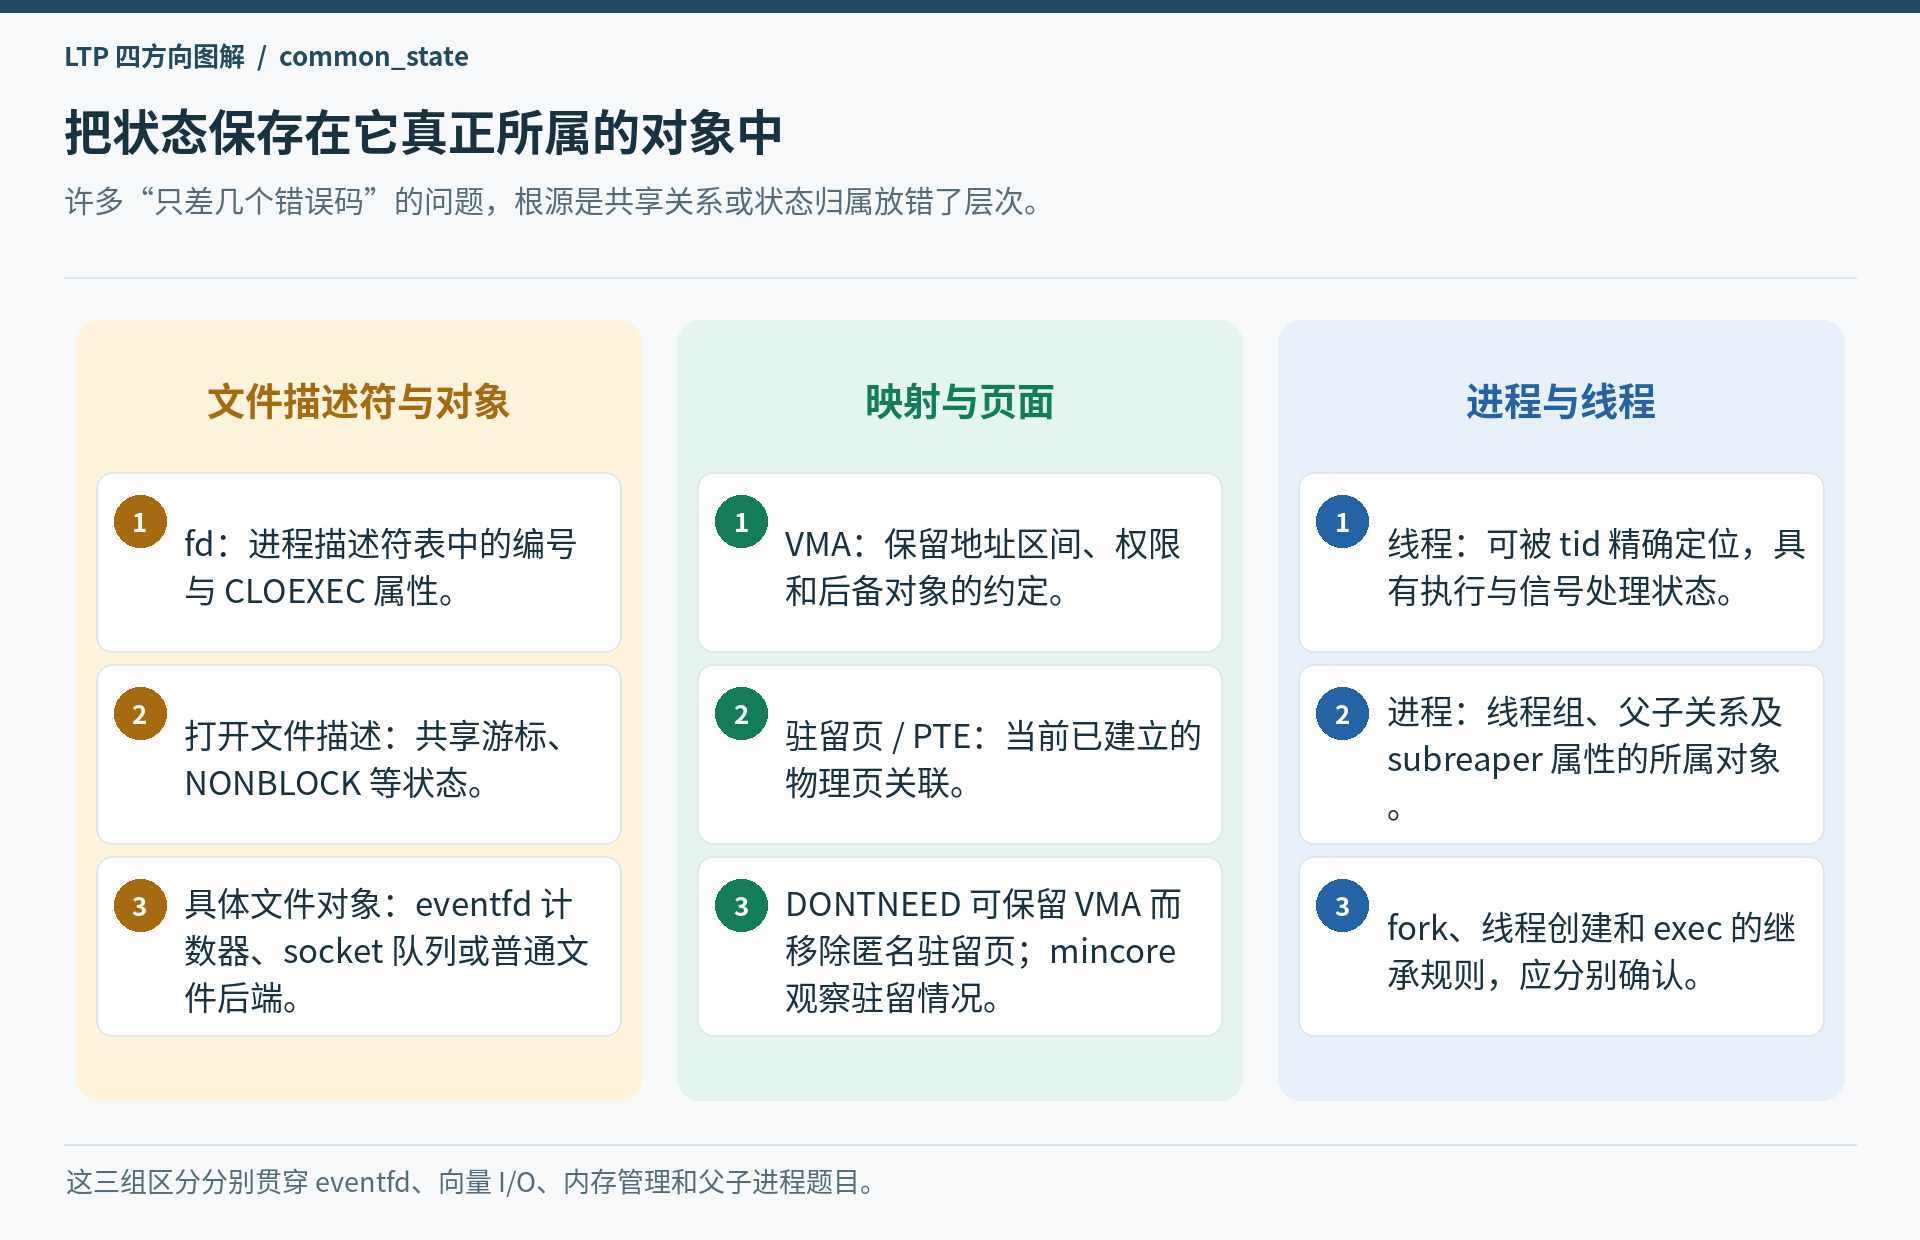 LTP 四方向图解 / common_state
把状态保存在它真正所属的对象中
许多“只差几个错误码”的问题，根源是共享关系或状态归属放错了层次。
文件描述符与对象
1
fd：进程描述符表中的编号
与 CLOEXEC 属性。
2
打开文件描述：共享游标、
NONBLOCK 等状态。
3
具体文件对象：eventfd 计
数器、socket 队列或普通文
件后端。
映射与页面
1
VMA：保留地址区间、权限
和后备对象的约定。
2
驻留页 / PTE：当前已建立的
物理页关联。
3
DONTNEED 可保留 VMA 而
移除匿名驻留页；mincore
观察驻留情况。
进程与线程
1
线程：可被 tid 精确定位，具
有执行与信号处理状态。
2
进程：线程组、父子关系及
subreaper 属性的所属对象
。
3
fork、线程创建和 exec 的继
承规则，应分别确认。
这三组区分分别贯穿 eventfd、向量 I/O、内存管理和父子进程题目。